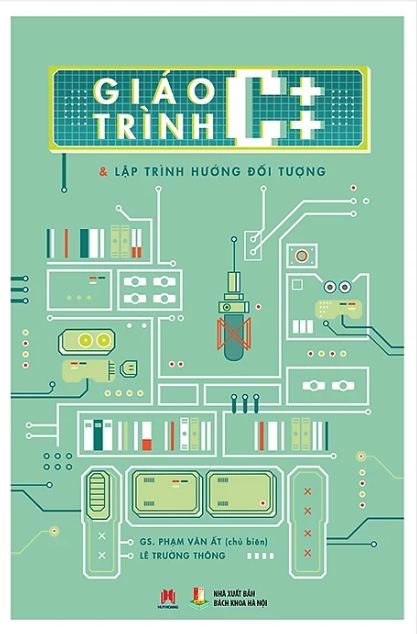 GIÁO
TRÌNH C++
& LẬP TRÌNH HƯỚNG ĐỐI TƯỢNG
GS. PHẠM VĂN ẤT (chủ biên)
LÊ TRƯỜNG THÔNG
HUYHOANG
NHÀ XUẤT BẢN
BÁCH KHOA HÀ NỘI